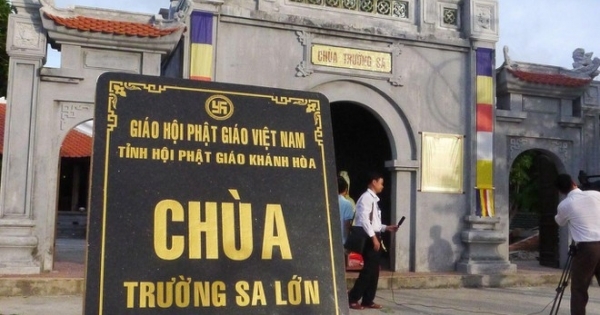 CHÙA TRƯỜNG SA
GIÁO HỘI PHẬT GIÁO VIỆT NAM
TỈNH HỘI PHẬT GIÁO KHÁNH HÒA
CHÙA
TRƯỜNG SA LỚN